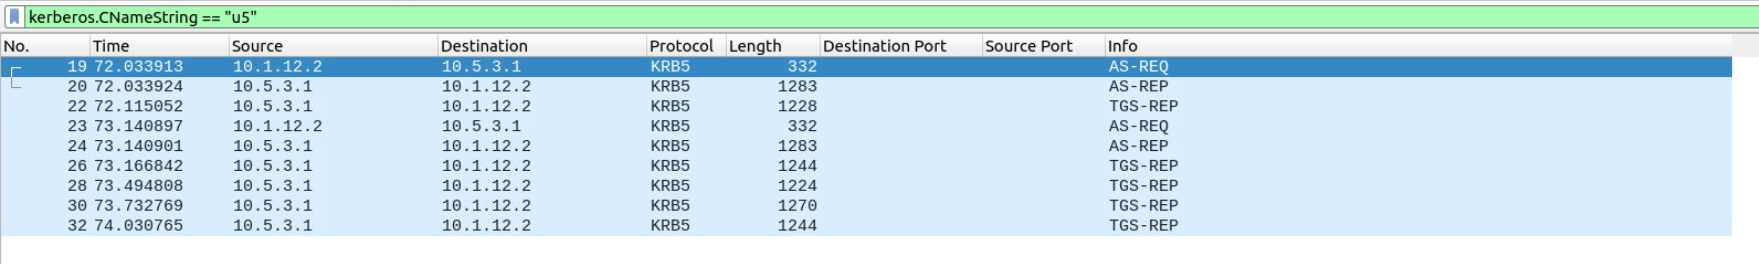 kerberos.CNameString == "u5"
No. Time Source Destination Protocol Length Destination Port Source Port Info
19 72.033913 10.1.12.2 10.5.3.1 KRB5 332 AS-REQ
20 72.033924 10.5.3.1 10.1.12.2 KRB5 1283 AS-REP
22 72.115052 10.5.3.1 10.1.12.2 KRB5 1228 TGS-REP
23 73.140897 10.1.12.2 10.5.3.1 KRB5 332 AS-REQ
24 73.140901 10.5.3.1 10.1.12.2 KRB5 1283 AS-REP
26 73.166842 10.5.3.1 10.1.12.2 KRB5 1244 TGS-REP
28 73.494808 10.5.3.1 10.1.12.2 KRB5 1224 TGS-REP
30 73.732769 10.5.3.1 10.1.12.2 KRB5 1270 TGS-REP
32 74.030765 10.5.3.1 10.1.12.2 KRB5 1244 TGS-REP